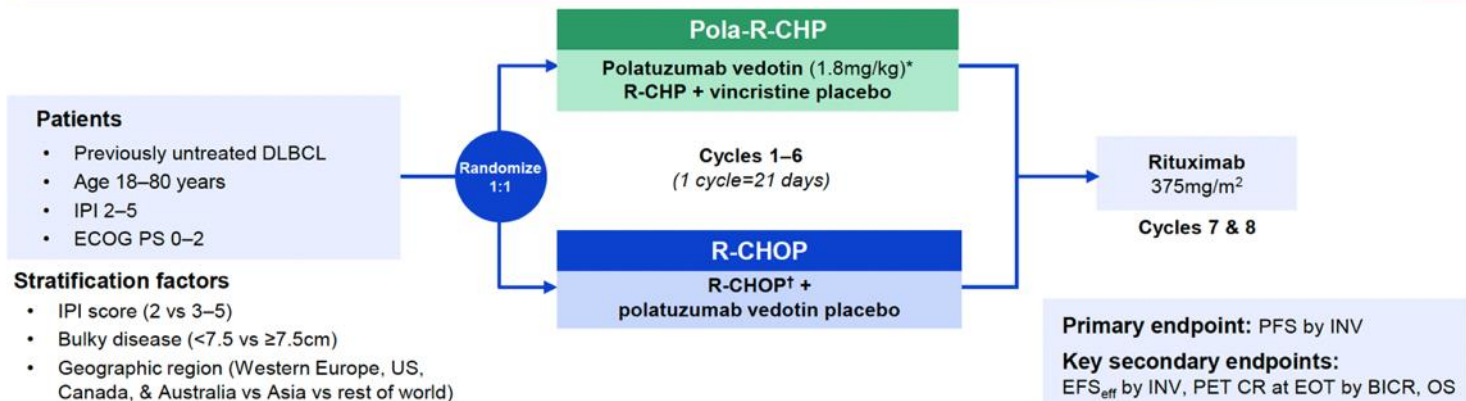 Patients
• Previously untreated DLBCL
• Age 18–80 years
• IPI 2–5
• ECOG PS 0–2
Stratification factors
• IPI score (2 vs 3–5)
• Bulky disease (<7.5 vs ≥7.5cm)
• Geographic region (Western Europe, US,
Canada, & Australia vs Asia vs rest of world)
Randomize
1:1
Pola-R-CHP
Polatuzumab vedotin (1.8mg/kg)*
R-CHP + vincristine placebo
Cycles 1–6
(1 cycle=21 days)
R-CHOP
R-CHOP† +
polatuzumab vedotin placebo
Rituximab
375mg/m²
Cycles 7 & 8
Primary endpoint: PFS by INV
Key secondary endpoints:
EFSeff by INV, PET CR at EOT by BICR, OS